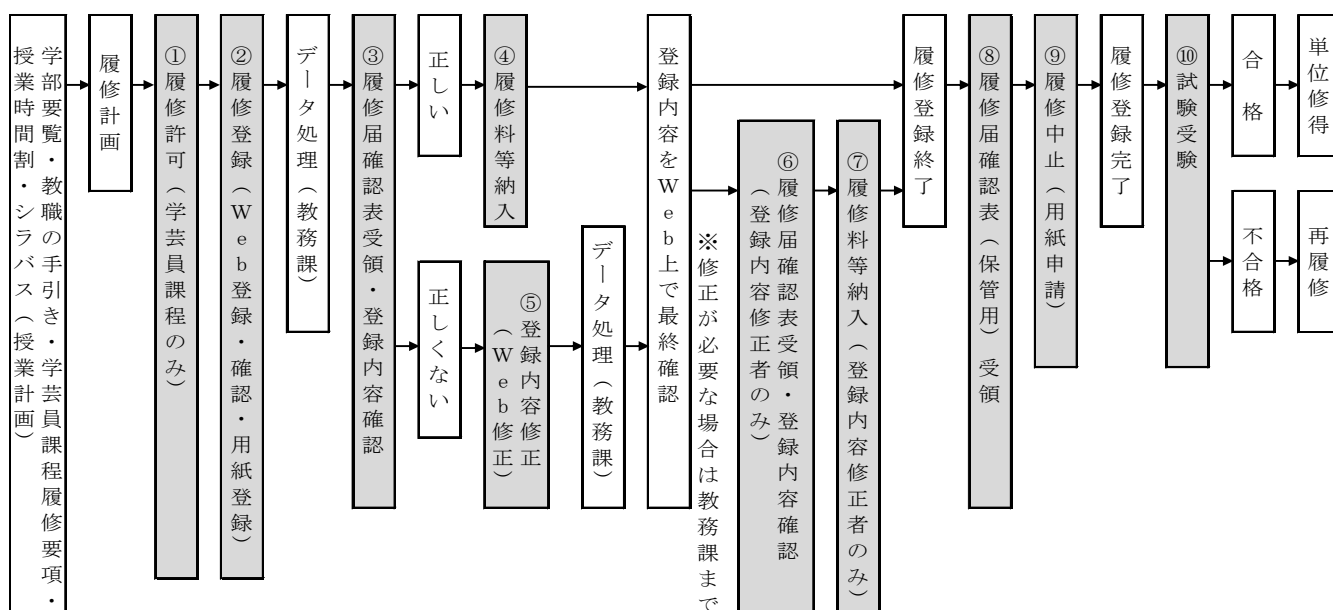 学部要覧・教職の手引き・学芸員課程履修要項・
授業時間割・シラバス（授業計画）
履修計画
①履修許可（学芸員課程のみ）
②履修登録（Web登録・確認・用紙登録）
データ処理（教務課）
③履修届確認表受領・登録内容確認
正しい
④履修料等納入
正しくない
⑤登録内容修正
（Web修正）
データ処理（教務課）
登録内容をWeb上で最終確認
※修正が必要な場合は教務課まで
⑥履修届確認表受領・登録内容確認
（登録内容修正者のみ）
⑦履修料等納入（登録内容修正者のみ）
履修登録終了
⑧履修届確認表（保管用）受領
⑨履修中止（用紙申請）
履修登録完了
⑩試験受験
合格
単位修得
不合格
再履修